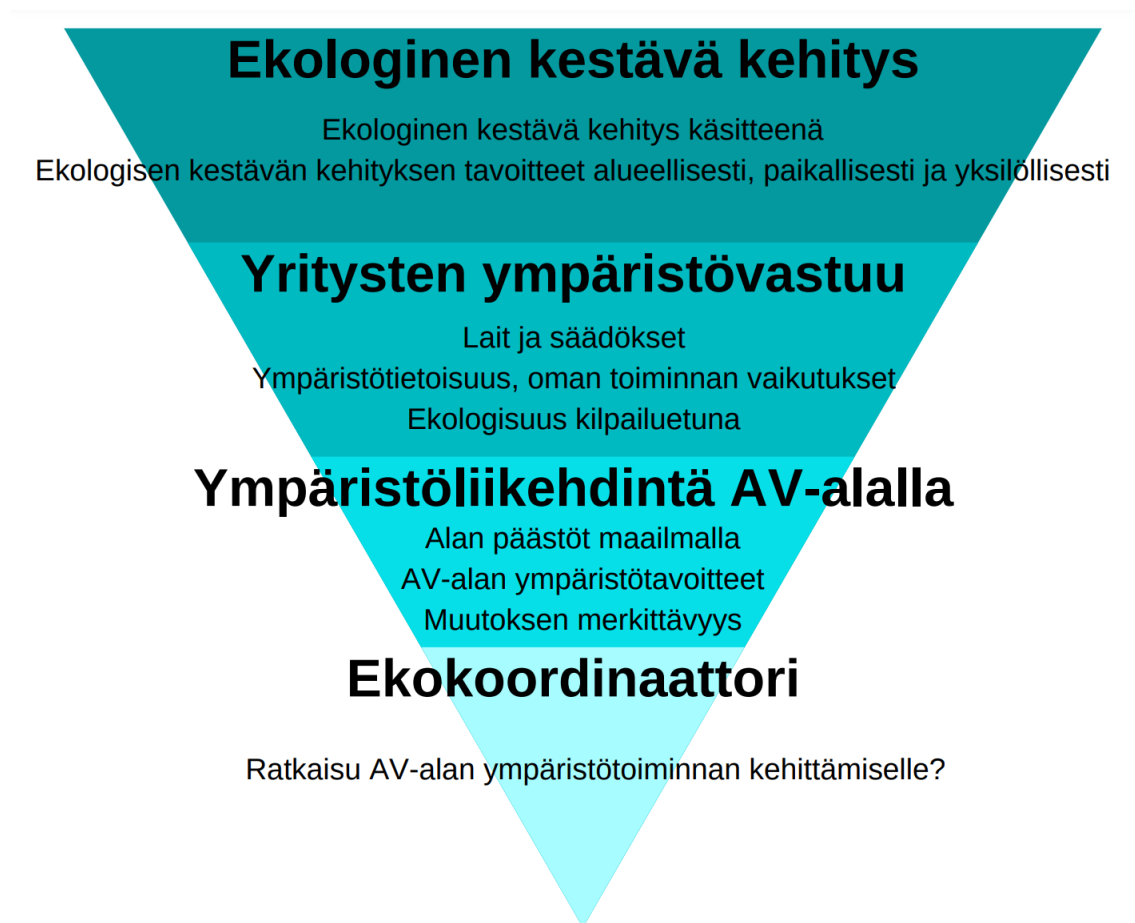 Ekologinen kestävä kehitys
Ekologinen kestävä kehitys käsitteenä
Ekologisen kestävän kehityksen tavoitteet alueellisesti, paikallisesti ja yksilöllisesti
Yritysten ympäristövastuu
Lait ja säädökset
Ympäristötietoisuus, oman toiminnan vaikutukset
Ekologisuus kilpailuetuna
Ympäristöliikehdintä AV-alalla
Alan päästöt maailmalla
AV-alan ympäristötavoitteet
Muutoksen merkittävyys
Ekokoordinaattori
Ratkaisu AV-alan ympäristötoiminnan kehittämiselle?